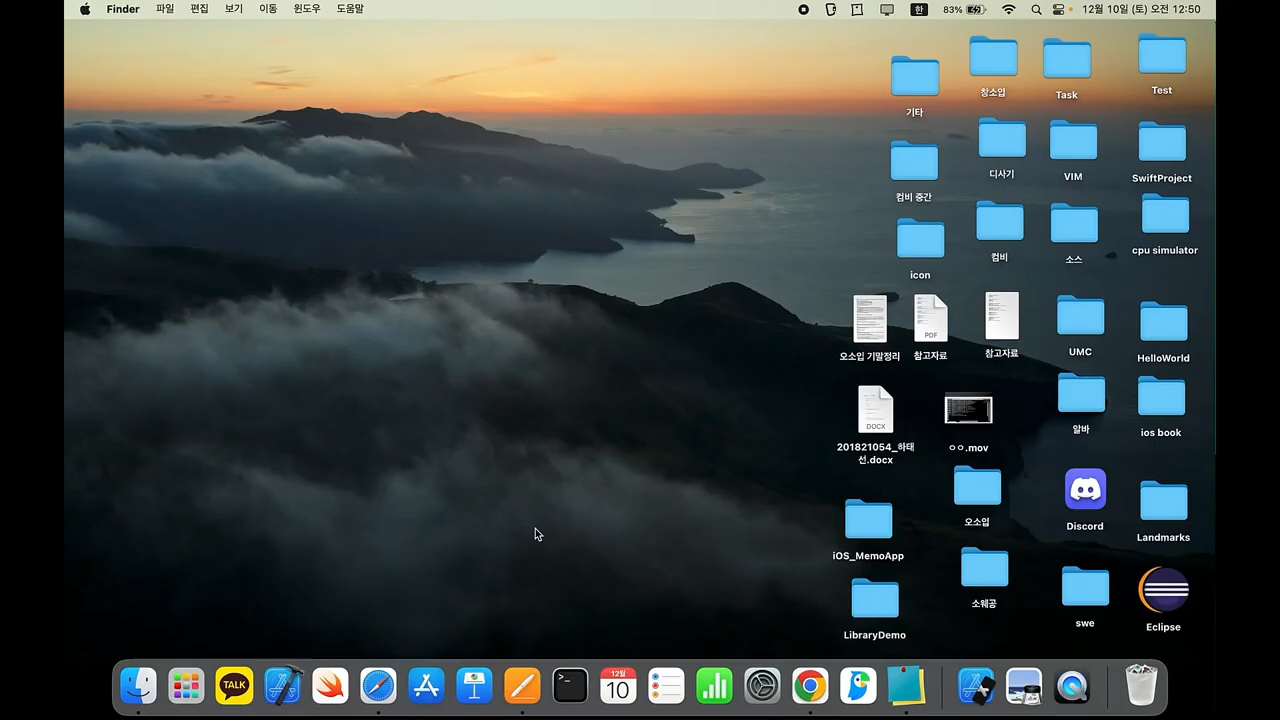 Finder 파일 편집 보기 이동 윈도우 도움말 한 83% 12월 10일 (토) 오전 12:50
기타 창소입 Task Test
컴비 중간 디사기 VIM SwiftProject
icon 컴비 소스 cpu simulator
PDF
오소입 기말정리 참고자료 참고자료 UMC HelloWorld
DOCX
201821054_하태
선.docx
ㅇㅇ.mov 알바 ios book
iOS_MemoApp 오소입 Discord Landmarks
LibraryDemo 소웨공 swe Eclipse
TALK
12월
10